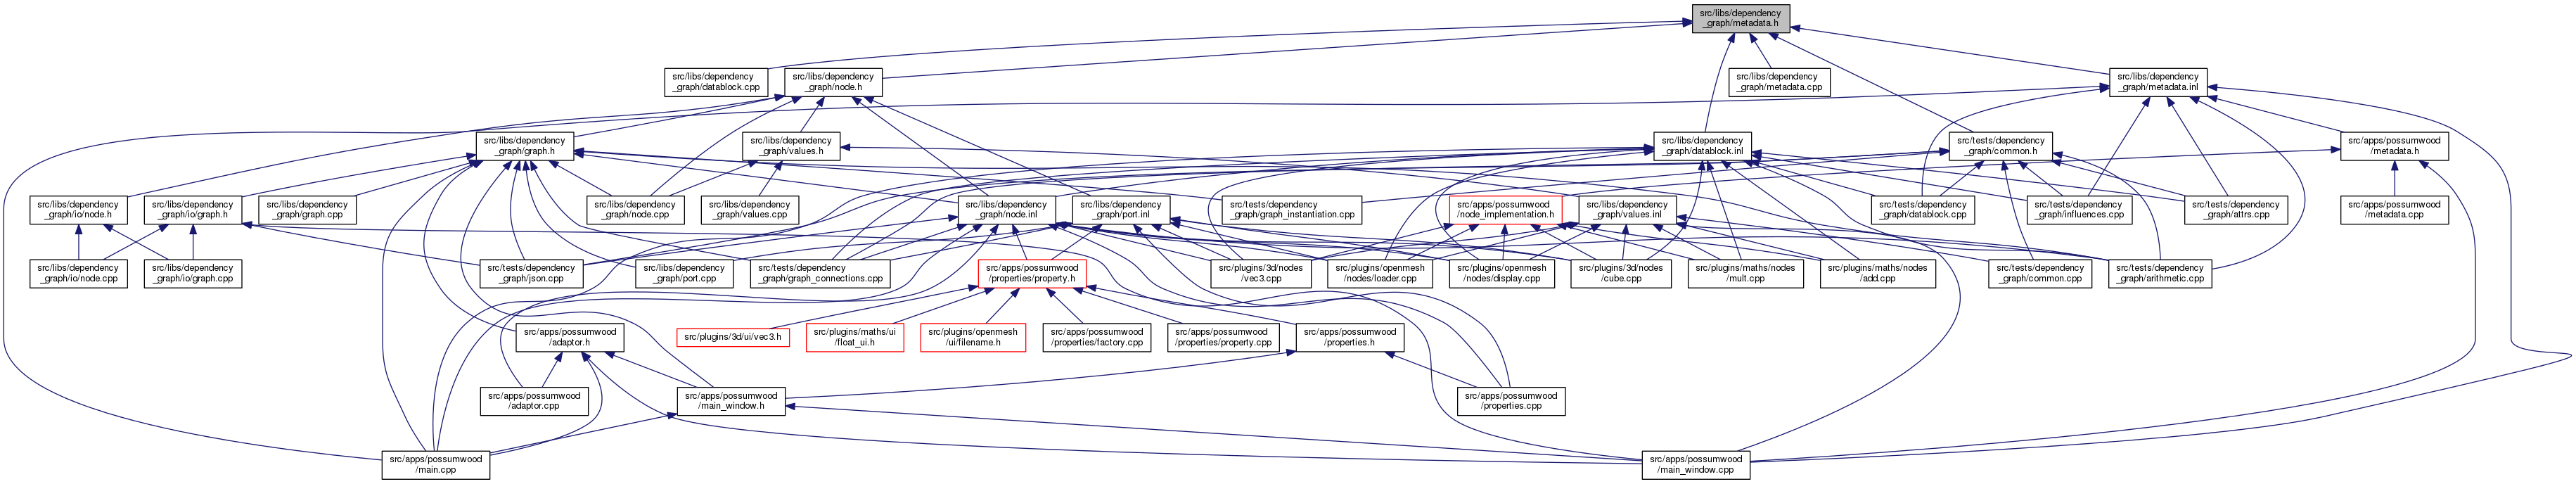 src/libs/dependency
_graph/metadata.h
src/libs/dependency
_graph/datablock.cpp
src/libs/dependency
_graph/node.h
src/libs/dependency
_graph/metadata.cpp
src/libs/dependency
_graph/metadata.inl
src/libs/dependency
_graph/graph.h
src/libs/dependency
_graph/values.h
src/libs/dependency
_graph/datablock.inl
src/tests/dependency
_graph/common.h
src/apps/possumwood
/metadata.h
src/libs/dependency
_graph/io/node.h
src/libs/dependency
_graph/io/graph.h
src/libs/dependency
_graph/graph.cpp
src/libs/dependency
_graph/node.cpp
src/libs/dependency
_graph/values.cpp
src/libs/dependency
_graph/node.inl
src/libs/dependency
_graph/port.inl
src/tests/dependency
_graph/graph_instantiation.cpp
src/apps/possumwood
/node_implementation.h
src/libs/dependency
_graph/values.inl
src/tests/dependency
_graph/datablock.cpp
src/tests/dependency
_graph/influences.cpp
src/tests/dependency
_graph/attrs.cpp
src/apps/possumwood
/metadata.cpp
src/libs/dependency
_graph/io/node.cpp
src/libs/dependency
_graph/io/graph.cpp
src/tests/dependency
_graph/json.cpp
src/libs/dependency
_graph/port.cpp
src/tests/dependency
_graph/graph_connections.cpp
src/apps/possumwood
/properties/property.h
src/plugins/3d/nodes
/vec3.cpp
src/plugins/openmesh
/nodes/loader.cpp
src/plugins/openmesh
/nodes/display.cpp
src/plugins/3d/nodes
/cube.cpp
src/plugins/maths/nodes
/mult.cpp
src/plugins/maths/nodes
/add.cpp
src/tests/dependency
_graph/common.cpp
src/tests/dependency
_graph/arithmetic.cpp
src/apps/possumwood
/adaptor.h
src/plugins/3d/ui/vec3.h
src/plugins/maths/ui
/float_ui.h
src/plugins/openmesh
/ui/filename.h
src/apps/possumwood
/properties/factory.cpp
src/apps/possumwood
/properties/property.cpp
src/apps/possumwood
/properties.h
src/apps/possumwood
/adaptor.cpp
src/apps/possumwood
/main_window.h
src/apps/possumwood
/properties.cpp
src/apps/possumwood
/main.cpp
src/apps/possumwood
/main_window.cpp